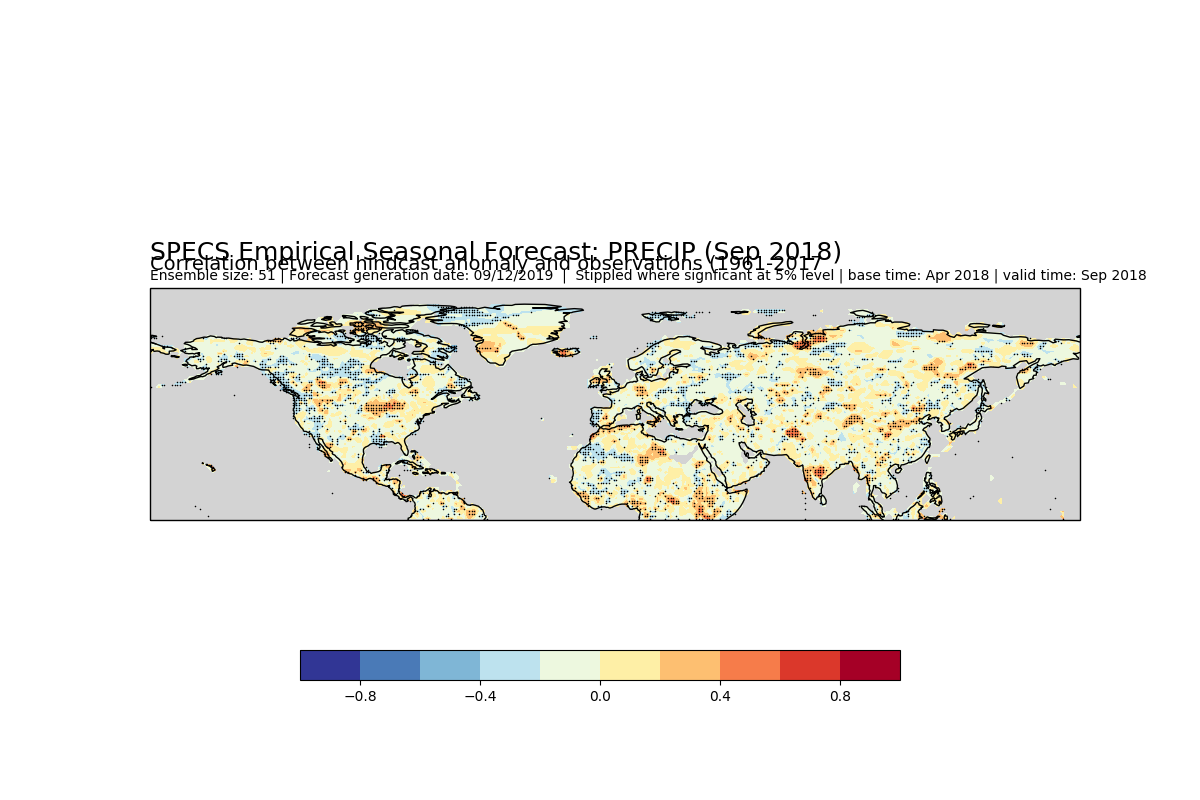 SPECS Empirical Seasonal Forecast: PRECIP (Sep 2018)
Correlation between hindcast anomaly and observations (1961-2017
Ensemble size: 51 | Forecast generation date: 09/12/2019 | Stippled where signficant at 5% level | base time: Apr 2018 | valid time: Sep 2018
−0.8 −0.4 0.0 0.4 0.8